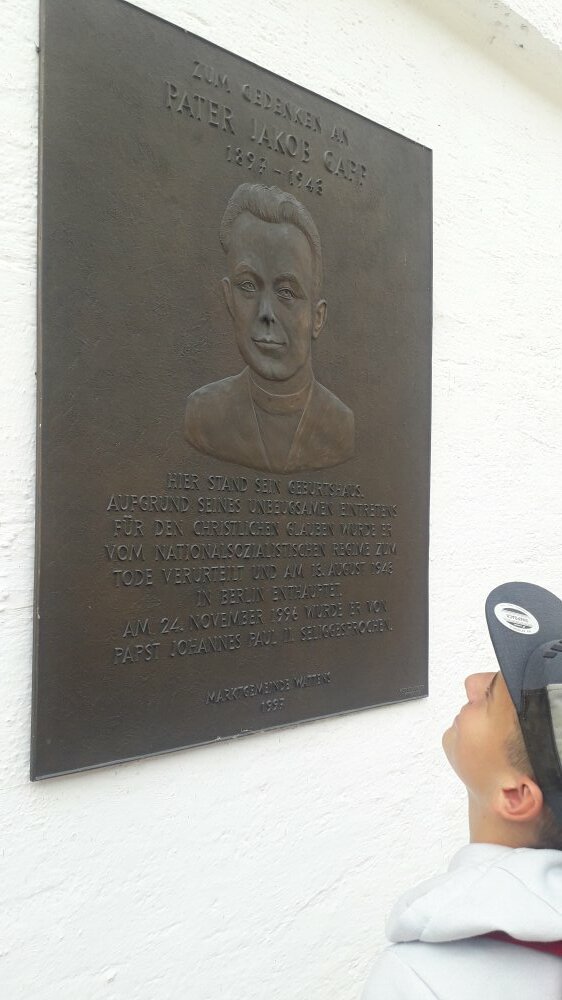 ZUM GEDENKEN AN
PATER JAKOB GAPP
1897 - 1943
HIER STAND SEIN GEBURTSHAUS.
AUFGRUND SEINES UNBEUGSAMEN EINTRETENS
FÜR DEN CHRISTLICHEN GLAUBEN WURDE ER
VOM NATIONALSOZIALISTISCHEN REGIME ZUM
TODE VERURTEILT UND AM 13. AUGUST 1943
IN BERLIN ENTHAUPTET.
AM 24. NOVEMBER 1996 WURDE ER VON
PAPST JOHANNES PAUL II. SELIGGESPROCHEN.
MARKTGEMEINDE WATTENS
1997